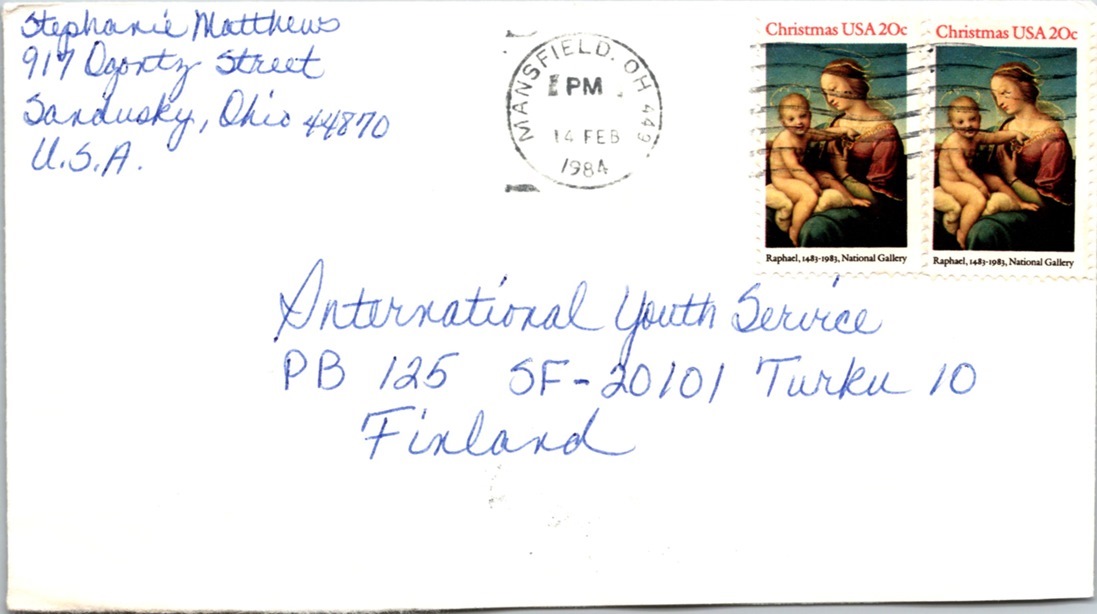 Stephanie Matthews
917 Ogontz Street
Sandusky, Ohio 44870
U.S.A.
MANSFIELD, OH 449
PM
14 FEB
1984
Christmas USA 20c
Raphael, 1483-1983, National Gallery
Christmas USA 20c
Raphael, 1483-1983, National Gallery
International Youth Service
PB 125 SF-20101 Turku 10
Finland